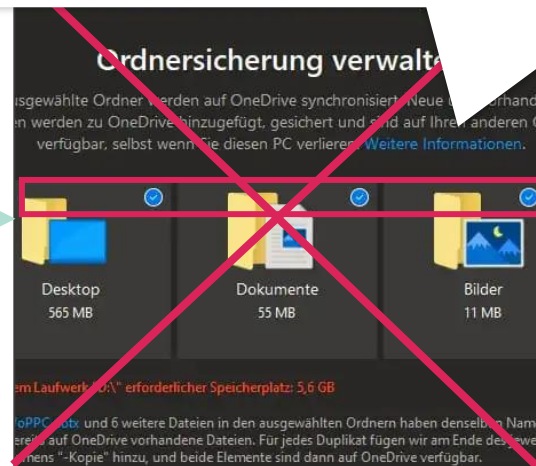 Ordnersicherung verwalte
usgewählte Ordner werden auf OneDrive synchronisiert. Neue
en werden zu OneDrive hinzugefügt, gesichert und sind auf Ihren anderen
verfügbar, selbst wenn Sie diesen PC verlieren. Weitere Informationen.
Desktop
Dokumente
Bilder
565 MB
55 MB
11 MB
em Laufwerk "D:\" erforderlicher Speicherplatz: 5,6 GB
und 6 weitere Dateien in den ausgewählten Ordnern haben denselben Nam
bereits auf OneDrive vorhandene Dateien. Für jedes Duplikat fügen wir am Ende des
"-Kopie" hinzu, und beide Elemente sind dann auf OneDrive verfügbar.